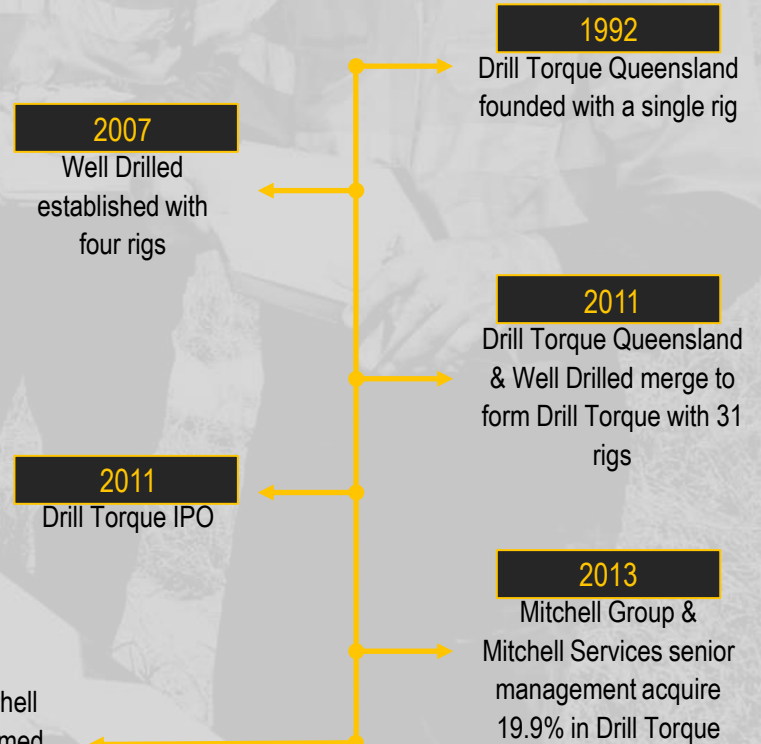 1992
Drill Torque Queensland
founded with a single rig
2007
Well Drilled
established with
four rigs
2011
Drill Torque Queensland
& Well Drilled merge to
form Drill Torque with 31
rigs
2011
Drill Torque IPO
2013
Mitchell Group &
Mitchell Services senior
management acquire
19.9% in Drill Torque
hell
med